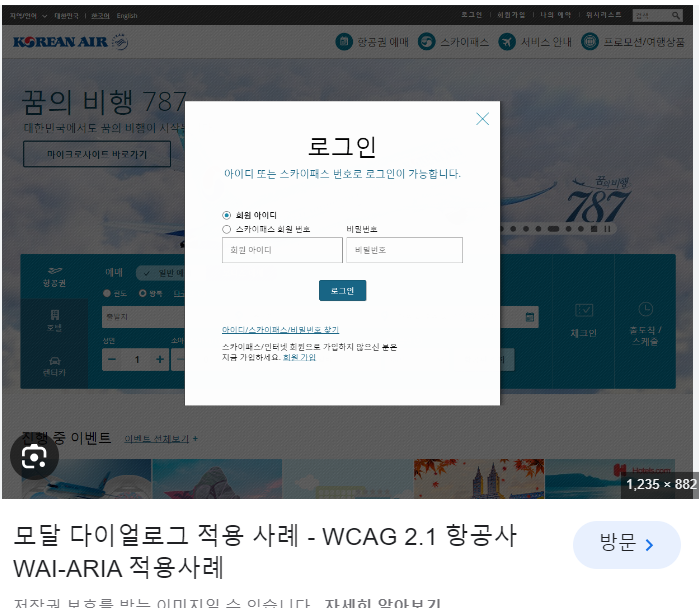 지역/언어 대한민국 한국어 English
로그인 회원가입 나의 예약 위시리스트 검색
KOREAN AIR 항공권 예매 스카이패스 서비스 안내 프로모션/여행상품
꿈의 비행 787
대한민국에서도 꿈의 비행이 시작
마이크로사이트 바로가기
꿈의 비행
787
로그인
아이디 또는 스카이패스 번호로 로그인이 가능합니다.
회원 아이디
스카이패스 회원 번호 비밀번호
회원 아이디 비밀번호
로그인
아이디/스카이패스/비밀번호 찾기
스카이패스/인터넷 회원으로 가입하지 않으신 분은
지금 가입하세요. 회원 가입
항공권 예매 일반 예
왕복
호텔 출발지
성인 소아
렌터카 1
체크인
출도착 /
스케줄
진행 중 이벤트 이벤트 전체보기 +
Hotels.com
1,235 x 882
모달 다이얼로그 적용 사례 - WCAG 2.1 항공사
WAI-ARIA 적용사례
방문
저작권 보호를 받는 이미지일 수 있습니다. 자세히 알아보기